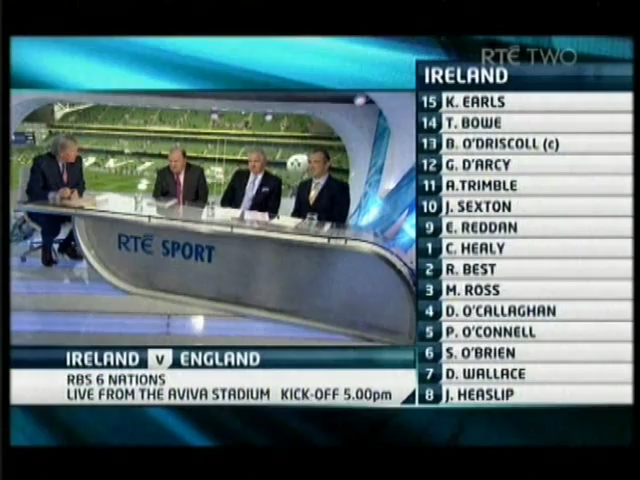 RTÉ TWO
IRELAND
15 K. EARLS
14 T. BOWE
13 B. O'DRISCOLL (c)
12 G. D'ARCY
11 A.TRIMBLE
10 J. SEXTON
9 E. REDDAN
1 C. HEALY
2 R. BEST
3 M. ROSS
4 D. O'CALLAGHAN
5 P. O'CONNELL
6 S. O'BRIEN
7 D. WALLACE
8 J. HEASLIP
RTÉ SPORT
IRELAND v ENGLAND
RBS 6 NATIONS
LIVE FROM THE AVIVA STADIUM KICK-OFF 5.00pm